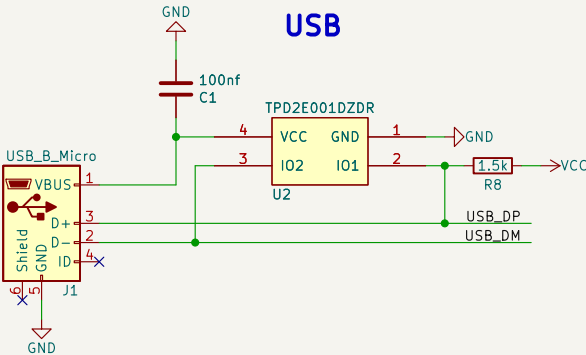 GND
USB
100nf
C1
TPD2E001DZDR
4 VCC GND 1 GND
3 IO2 IO1 2 1.5k VCC
U2 R8
USB_B_Micro
VBUS 1
D+ 3 USB_DP
D- 2 USB_DM
ID 4
Shield
GND
6 5 J1
GND